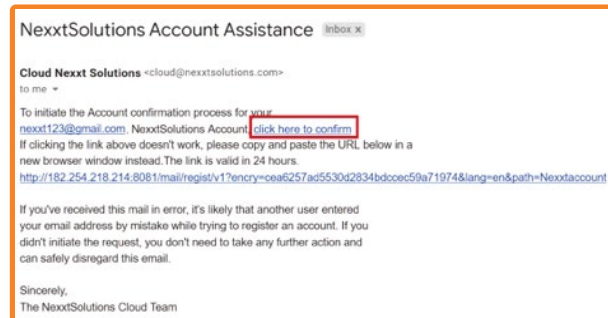 NexxtSolutions Account Assistance Inbox x
Cloud Nexxt Solutions <cloud@nexxtsolutions.com>
to me
To initiate the Account confirmation process for your
nexxt123@gmail.com. NexxtSolutions Account, click here to confirm
If clicking the link above doesn't work, please copy and paste the URL below in a
new browser window instead.The link is valid in 24 hours.
http://182.254.218.214:8081/mail/regist/v1?encry=cea6257ad5530d2834bdccec59a71974&lang=en&path=Nexxtaccount
If you've received this mail in error, it's likely that another user entered
your email address by mistake while trying to register an account. If you
didn't initiate the request, you don't need to take any further action and
can safely disregard this email.
Sincerely,
The NexxtSolutions Cloud Team